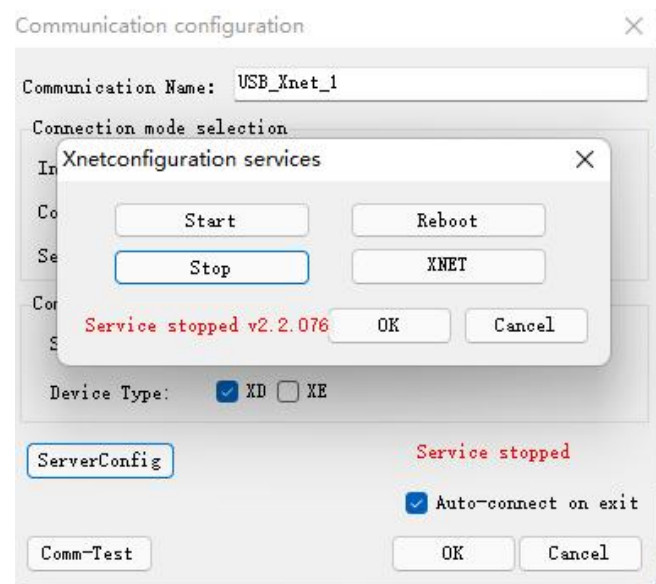 Communication configuration
Communication Name: USB_Xnet_1
Connection mode selection
Xnetconfiguration services
Start Reboot
Stop XNET
Service stopped v2.2.076 OK Cancel
Device Type: XD XE
ServerConfig Service stopped
Auto-connect on exit
Comm-Test OK Cancel